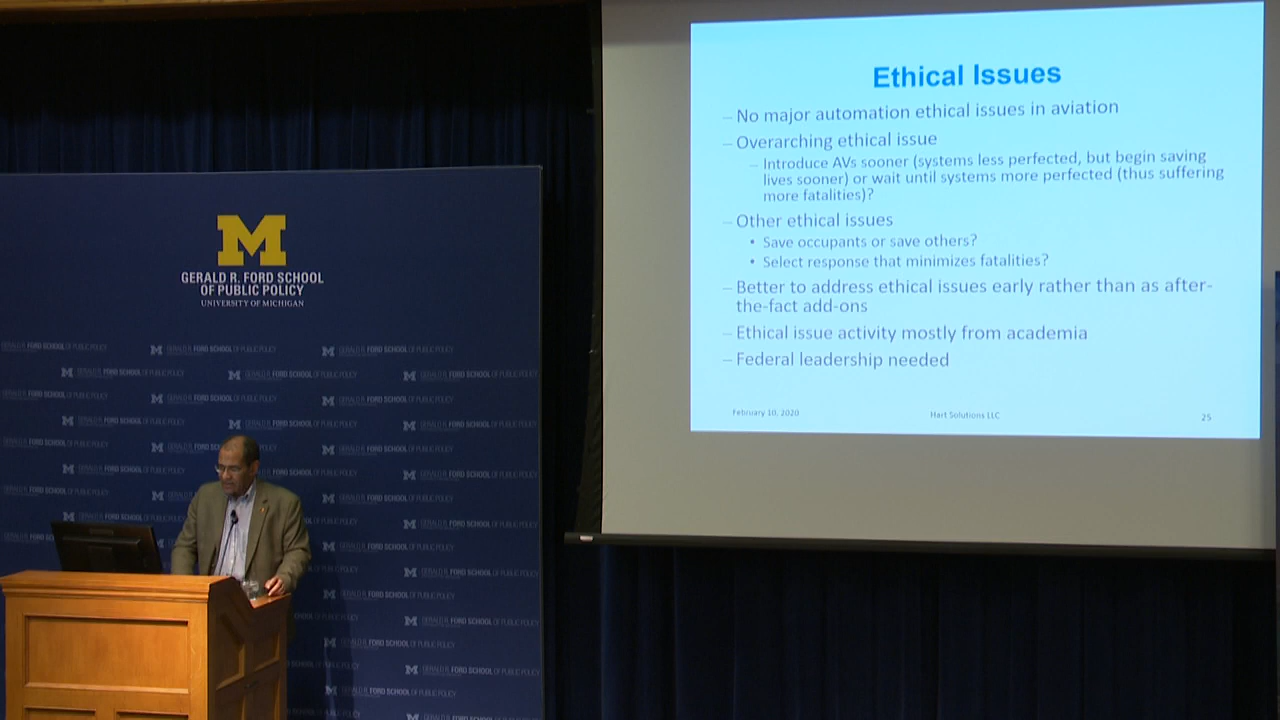 Ethical Issues
– No major automation ethical issues in aviation
– Overarching ethical issue
– Introduce AVs sooner (systems less perfected, but begin saving
lives sooner) or wait until systems more perfected (thus suffering
more fatalities)?
– Other ethical issues
• Save occupants or save others?
• Select response that minimizes fatalities?
– Better to address ethical issues early rather than as after-
the-fact add-ons
– Ethical issue activity mostly from academia
– Federal leadership needed
February 10, 2020
Hart Solutions LLC
25
M
GERALD R. FORD SCHOOL
OF PUBLIC POLICY
UNIVERSITY OF MICHIGAN